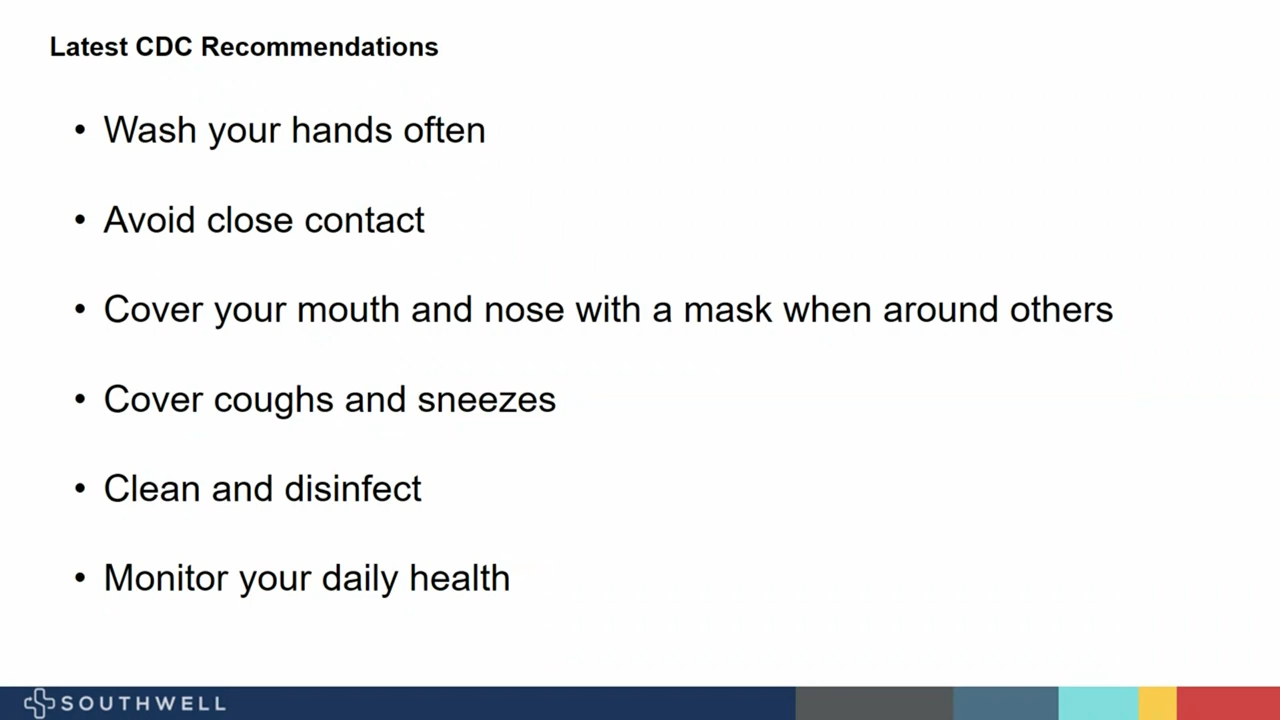 Latest CDC Recommendations
• Wash your hands often
• Avoid close contact
• Cover your mouth and nose with a mask when around others
• Cover coughs and sneezes
• Clean and disinfect
• Monitor your daily health
SOUTHWELL